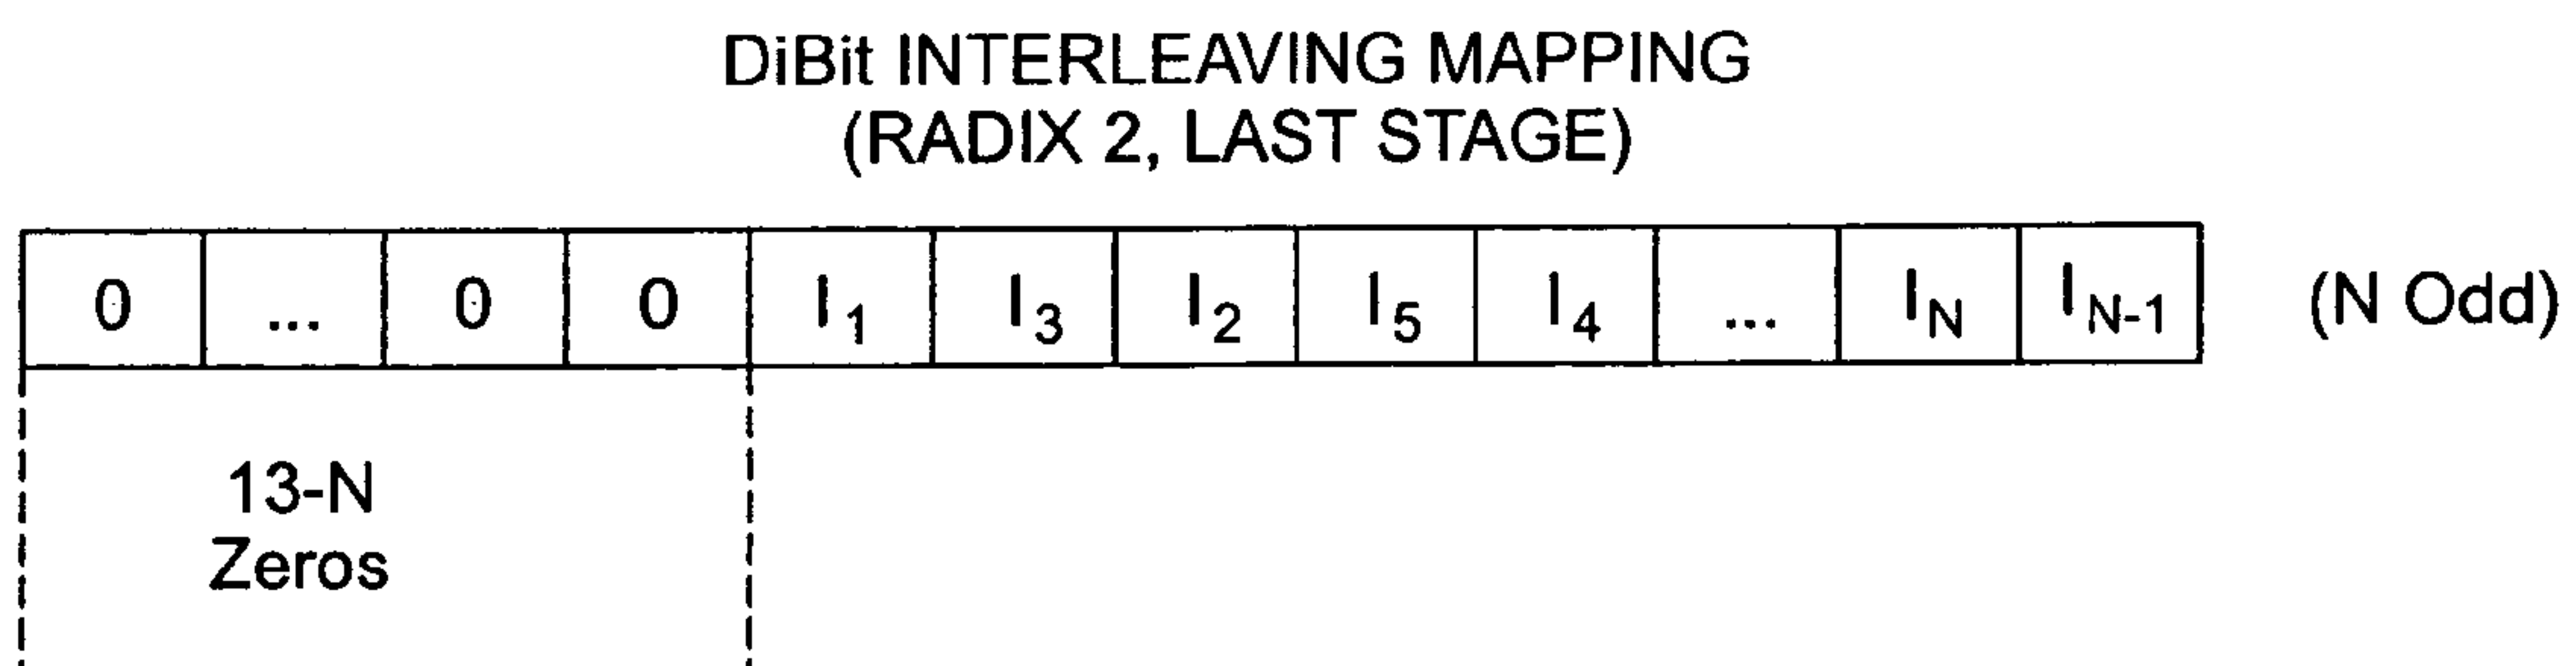 DiBit INTERLEAVING MAPPING
(RADIX 2, LAST STAGE)
0 ... 0 0 I1 I3 I2 I5 I4 ... IN IN-1 (N Odd)
13-N
Zeros